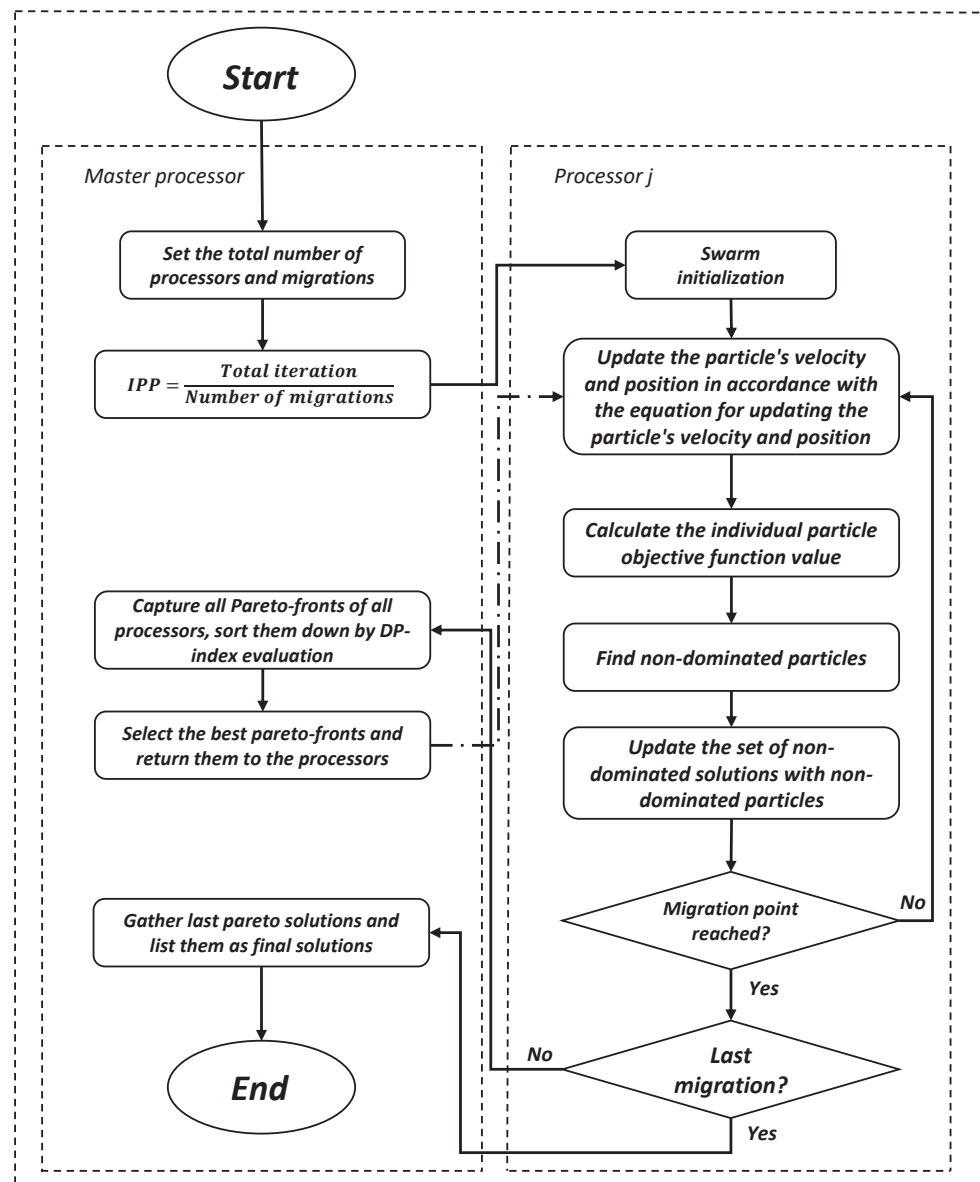 Start
Master processor
Set the total number of
processors and migrations
IPP = Total iteration / Number of migrations
Capture all Pareto-fronts of all
processors, sort them down by DP-
index evaluation
Select the best pareto-fronts and
return them to the processors
Gather last pareto solutions and
list them as final solutions
End
Processor j
Swarm
initialization
Update the particle's velocity
and position in accordance with
the equation for updating the
particle's velocity and position
Calculate the individual particle
objective function value
Find non-dominated particles
Update the set of non-
dominated solutions with non-
dominated particles
Migration point
reached?
No
Yes
Last
migration?
No
Yes